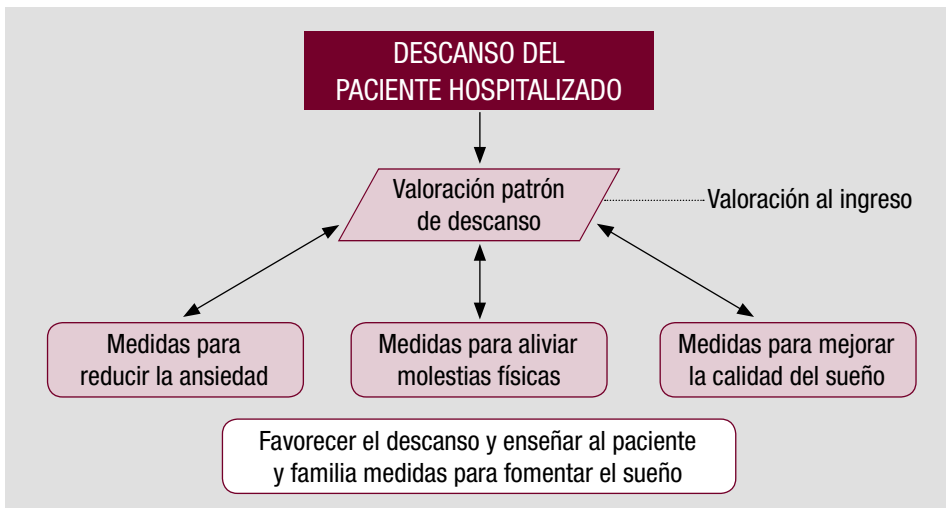 DESCANSO DEL
PACIENTE HOSPITALIZADO
Valoración patrón
de descanso
Valoración al ingreso
Medidas para
reducir la ansiedad
Medidas para aliviar
molestias físicas
Medidas para mejorar
la calidad del sueño
Favorecer el descanso y enseñar al paciente
y familia medidas para fomentar el sueño